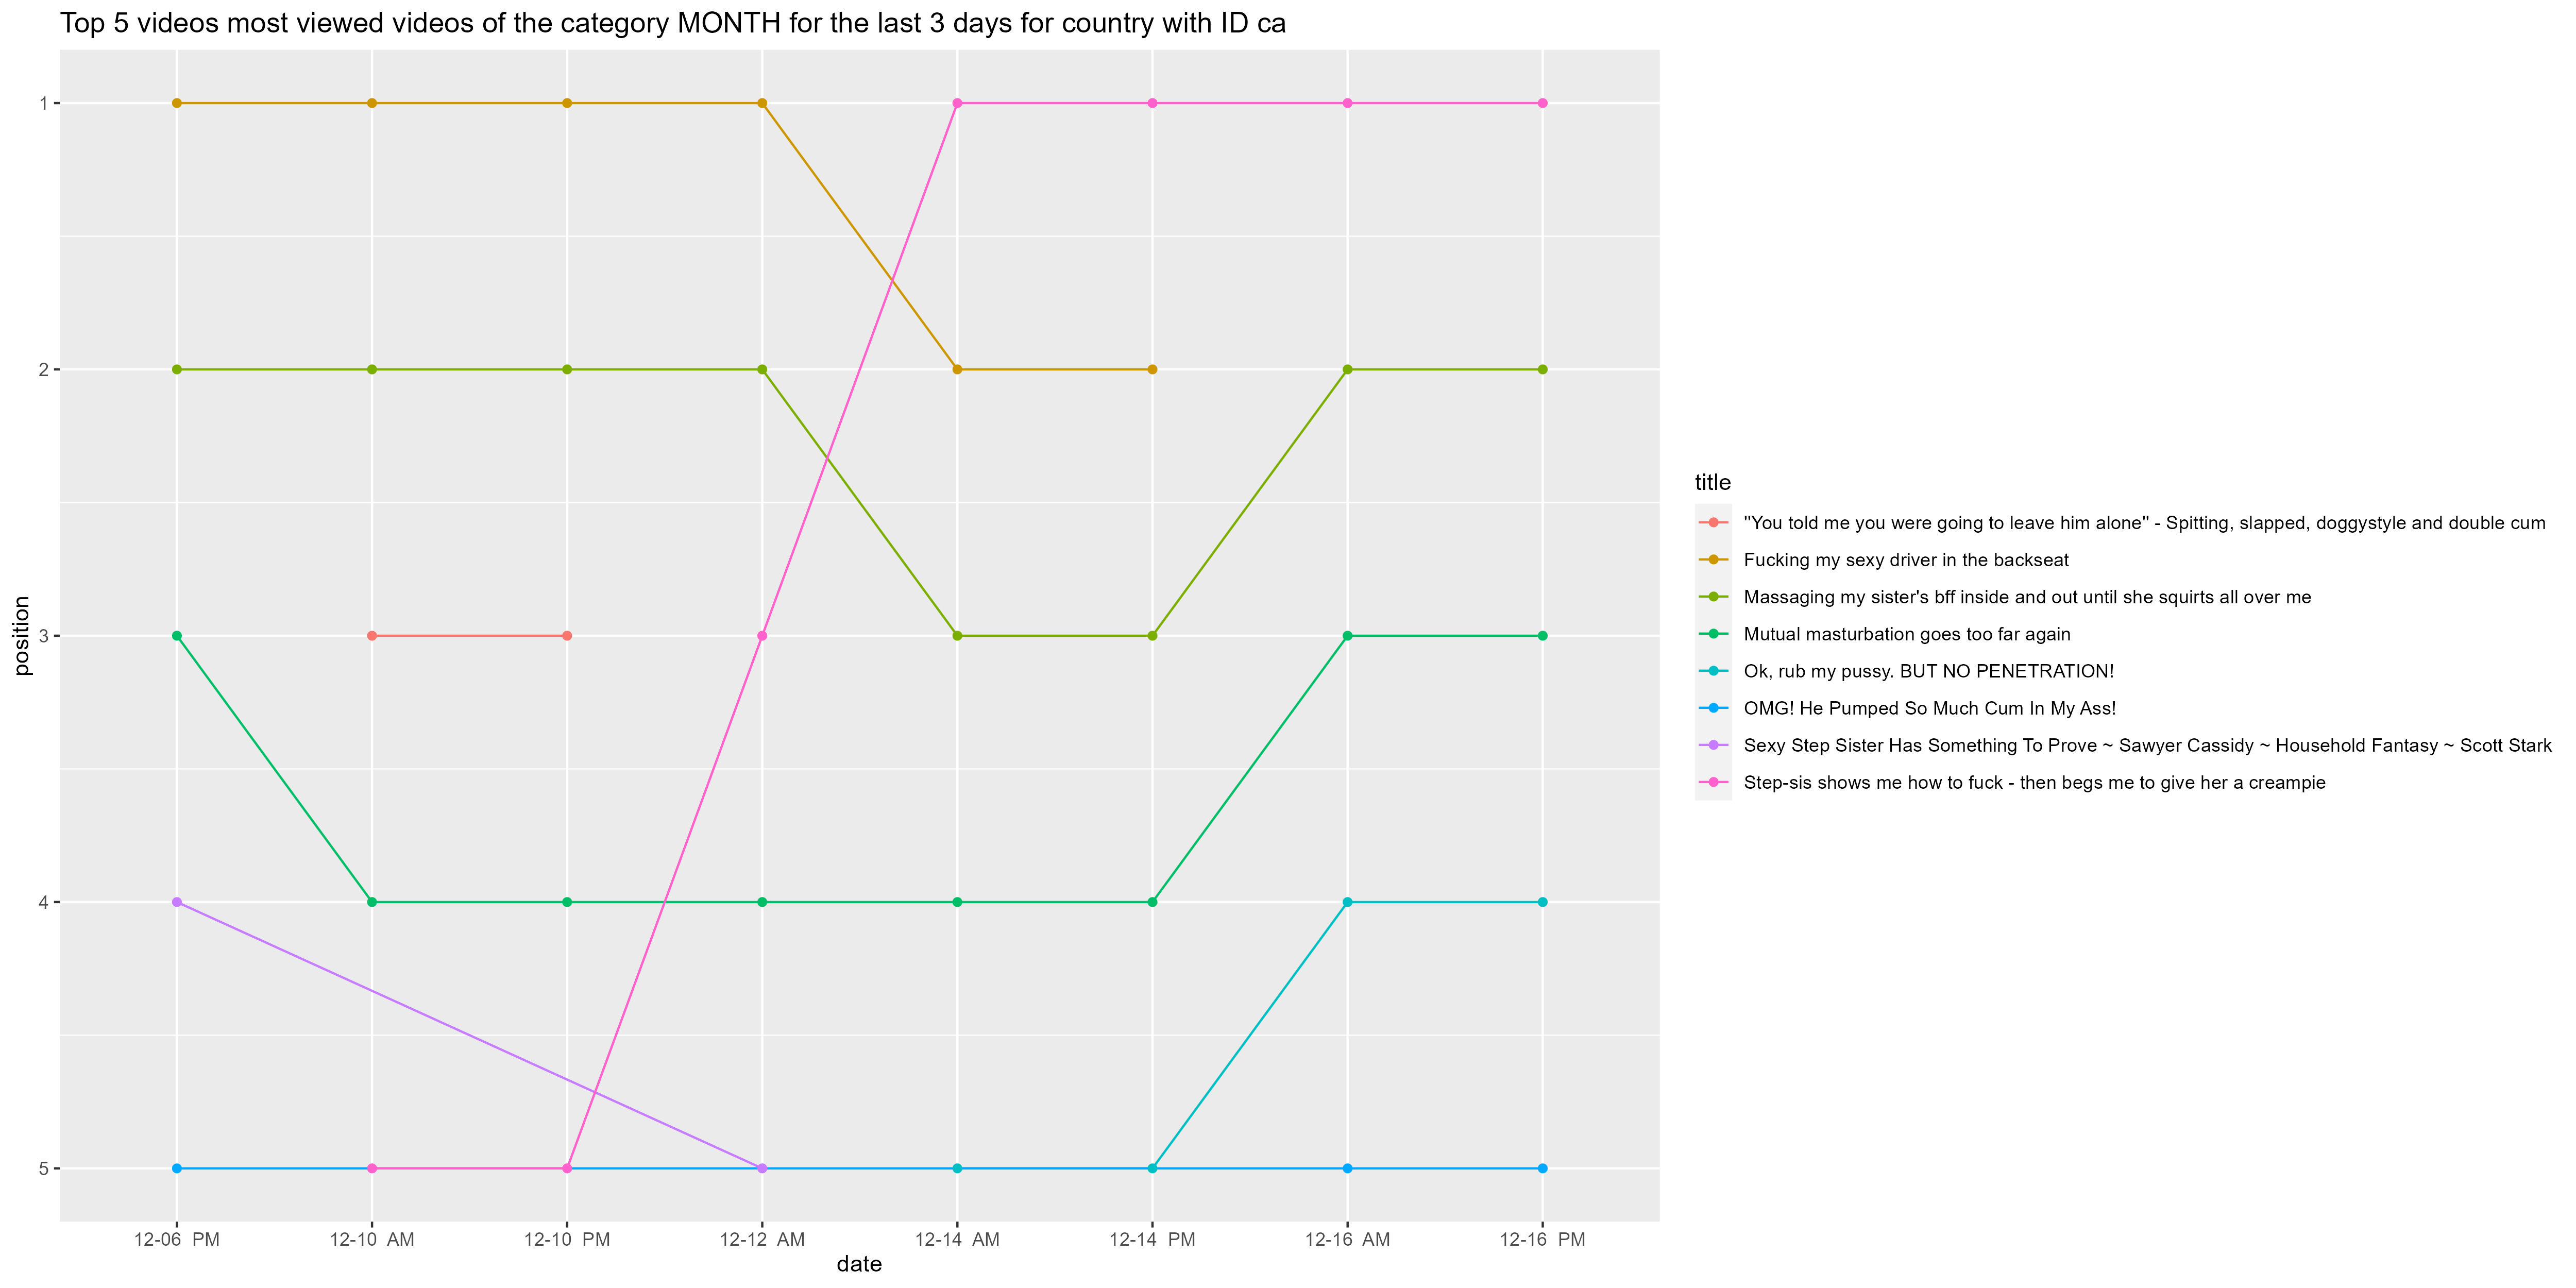 Top 5 videos most viewed videos of the category MONTH for the last 3 days for country with ID ca
position
1
2
3
4
5
12-06 PM
12-10 AM
12-10 PM
12-12 AM
12-14 AM
12-14 PM
12-16 AM
12-16 PM
date
title
"You told me you were going to leave him alone" - Spitting, slapped, doggystyle and double cum
Fucking my sexy driver in the backseat
Massaging my sister's bff inside and out until she squirts all over me
Mutual masturbation goes too far again
Ok, rub my pussy. BUT NO PENETRATION!
OMG! He Pumped So Much Cum In My Ass!
Sexy Step Sister Has Something To Prove ~ Sawyer Cassidy ~ Household Fantasy ~ Scott Stark
Step-sis shows me how to fuck - then begs me to give her a creampie